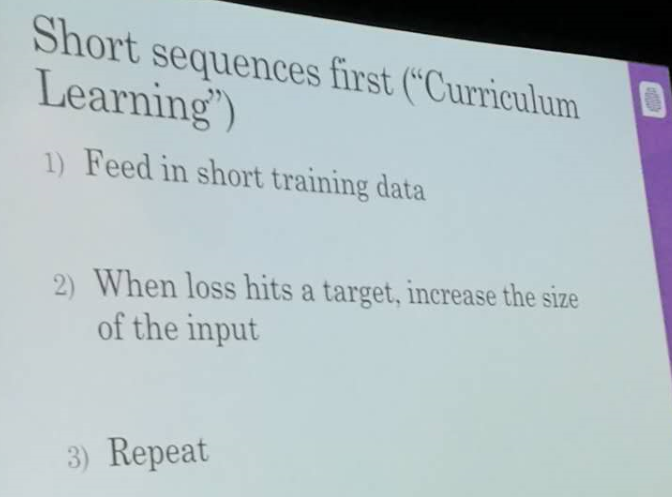 Short sequences first (“Curriculum
Learning”)
1) Feed in short training data
2) When loss hits a target, increase the size
of the input
3) Repeat